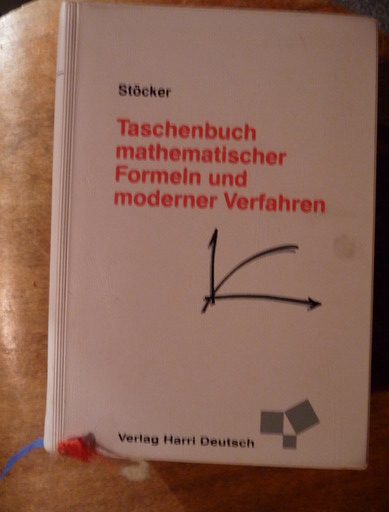 Stöcker
Taschenbuch
mathematischer
Formeln und
moderner Verfahren
Verlag Harri Deutsch